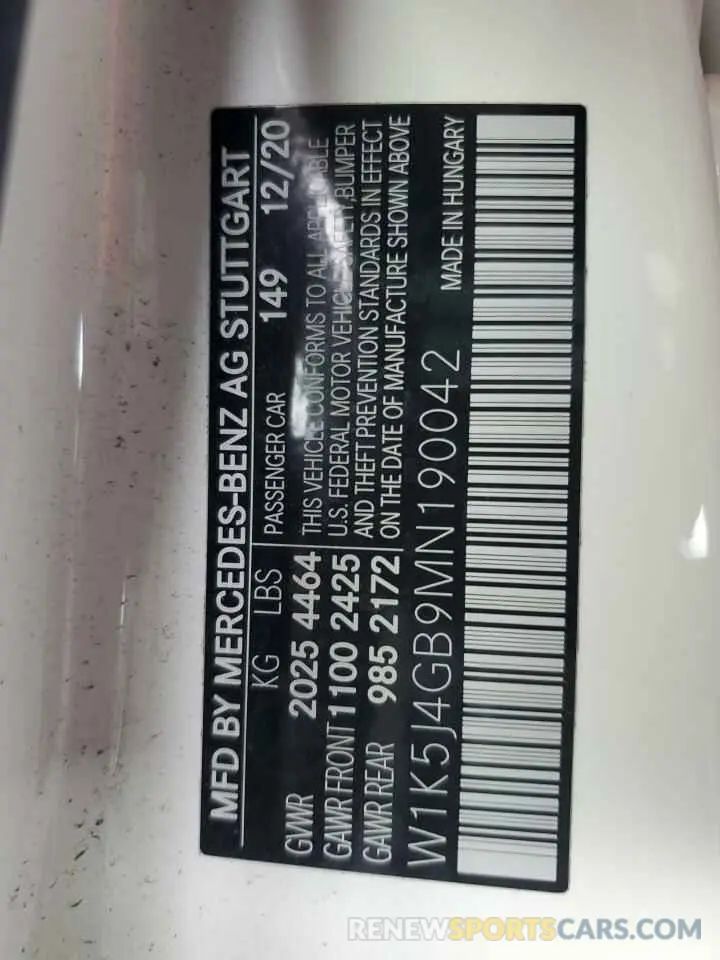 MFD BY MERCEDES-BENZ AG STUTTGART
KG LBS PASSENGER CAR 149 12/20
GVWR 2025 4464 THIS VEHICLE CONFORMS TO ALL APPLICABLE
GAWR FRONT 1100 2425 U.S. FEDERAL MOTOR VEHICLE SAFETY, BUMPER
GAWR REAR 985 2172 AND THEFT PREVENTION STANDARDS IN EFFECT
ON THE DATE OF MANUFACTURE SHOWN ABOVE
W1K5J4GB9MN190042 MADE IN HUNGARY
RENEWSPORTSCARS.COM